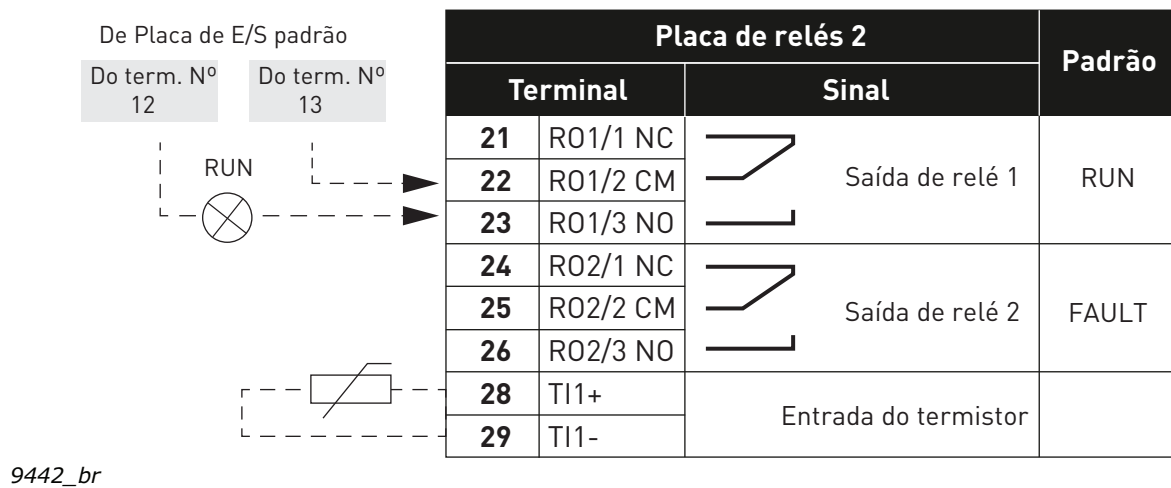 De Placa de E/S padrão
Do term. Nº
12
Do term. Nº
13
RUN
Placa de relés 2
Padrão
Terminal
Sinal
21 RO1/1 NC
22 RO1/2 CM
23 RO1/3 NO
Saída de relé 1
RUN
24 RO2/1 NC
25 RO2/2 CM
26 RO2/3 NO
Saída de relé 2
FAULT
28 TI1+
29 TI1-
Entrada do termistor
9442_br